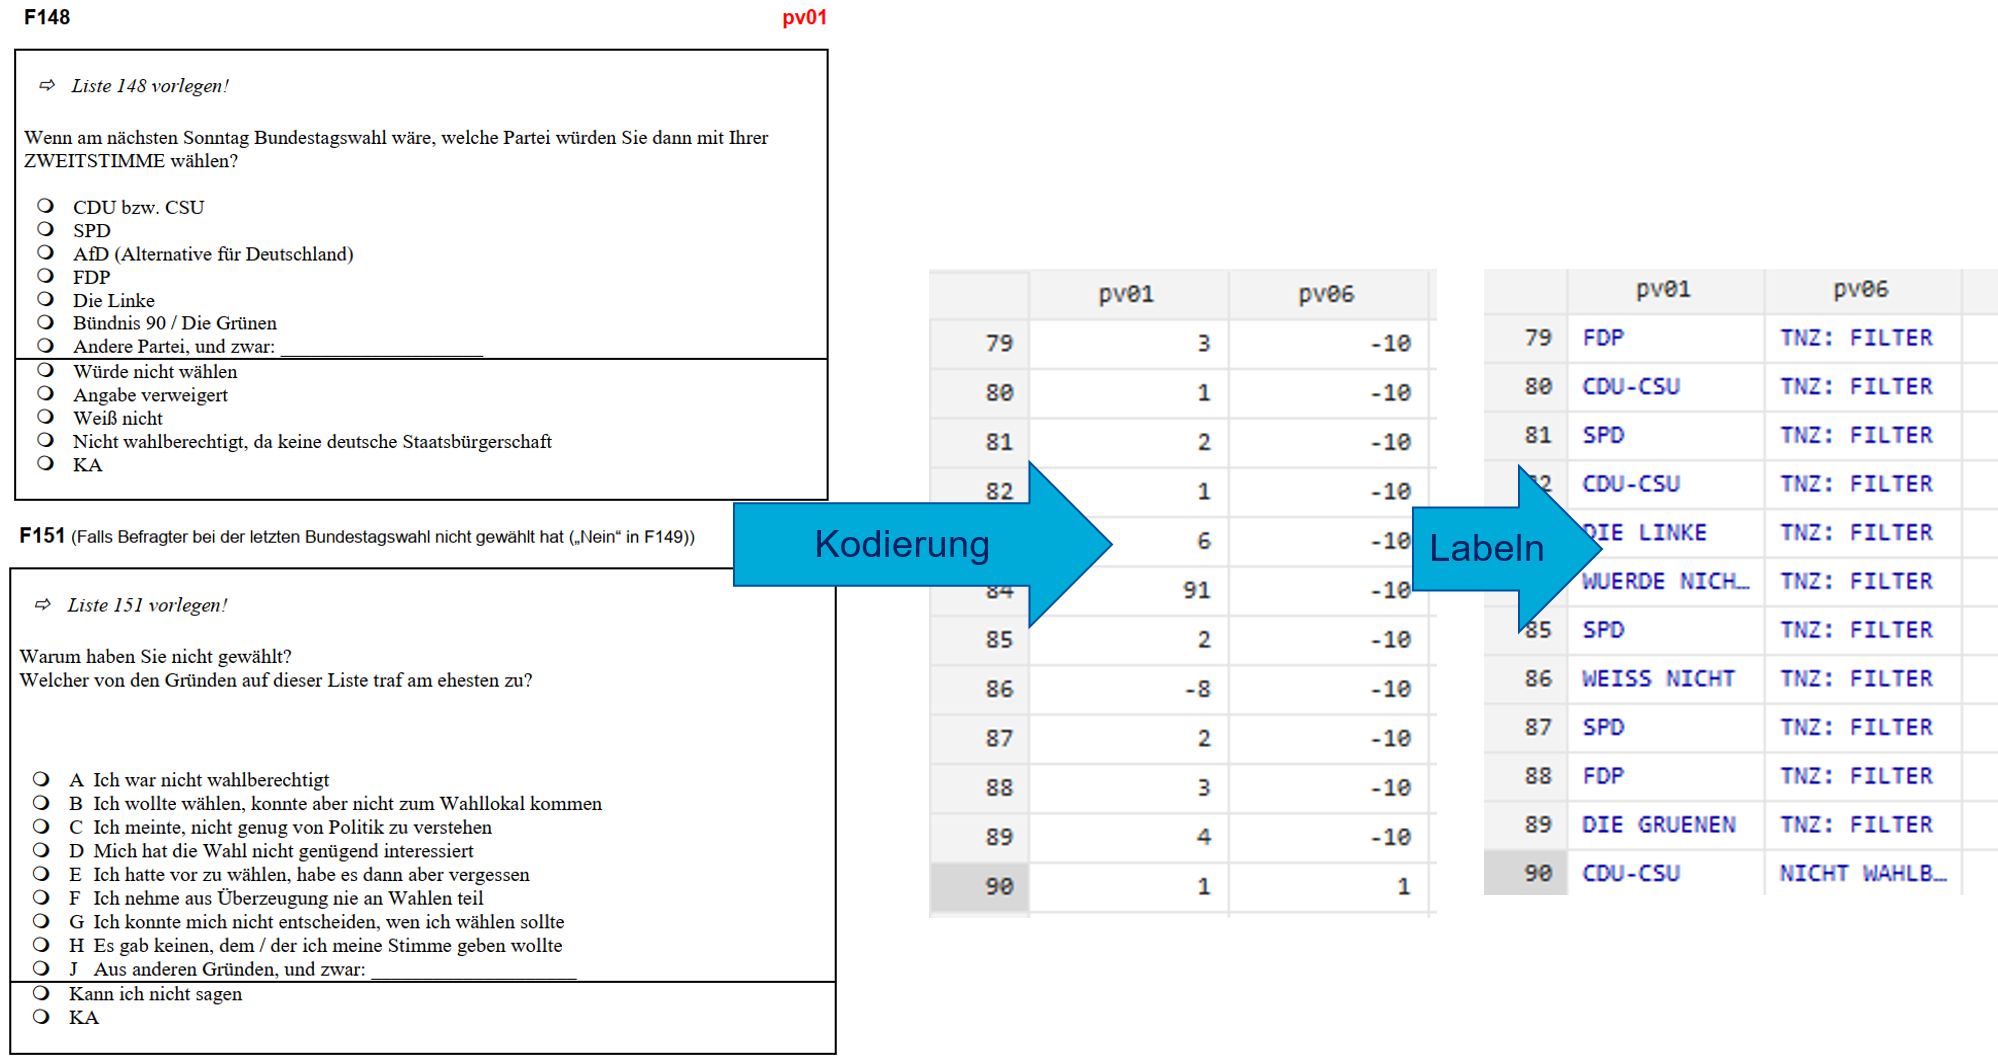 F148 pv01
⇨ Liste 148 vorlegen!
Wenn am nächsten Sonntag Bundestagswahl wäre, welche Partei würden Sie dann mit Ihrer
ZWEITSTIMME wählen?
CDU bzw. CSU
SPD
AfD (Alternative für Deutschland)
FDP
Die Linke
Bündnis 90 / Die Grünen
Andere Partei, und zwar: ____________________
Würde nicht wählen
Angabe verweigert
Weiß nicht
Nicht wahlberechtigt, da keine deutsche Staatsbürgerschaft
KA
F151 (Falls Befragter bei der letzten Bundestagswahl nicht gewählt hat („Nein“ in F149))
⇨ Liste 151 vorlegen!
Warum haben Sie nicht gewählt?
Welcher von den Gründen auf dieser Liste traf am ehesten zu?
A Ich war nicht wahlberechtigt
B Ich wollte wählen, konnte aber nicht zum Wahllokal kommen
C Ich meinte, nicht genug von Politik zu verstehen
D Mich hat die Wahl nicht genügend interessiert
E Ich hatte vor zu wählen, habe es dann aber vergessen
F Ich nehme aus Überzeugung nie an Wahlen teil
G Ich konnte mich nicht entscheiden, wen ich wählen sollte
H Es gab keinen, dem / der ich meine Stimme geben wollte
J Aus anderen Gründen, und zwar: ____________________
Kann ich nicht sagen
KA
Kodierung
pv01 pv06
79 3 -10
80 1 -10
81 2 -10
82 1 -10
6 -10
84 91 -10
85 2 -10
86 -8 -10
87 2 -10
88 3 -10
89 4 -10
90 1 1
Labeln
pv01 pv06
79 FDP TNZ: FILTER
80 CDU-CSU TNZ: FILTER
81 SPD TNZ: FILTER
2 CDU-CSU TNZ: FILTER
DIE LINKE TNZ: FILTER
WUERDE NICH… TNZ: FILTER
85 SPD TNZ: FILTER
86 WEISS NICHT TNZ: FILTER
87 SPD TNZ: FILTER
88 FDP TNZ: FILTER
89 DIE GRUENEN TNZ: FILTER
90 CDU-CSU NICHT WAHLB…